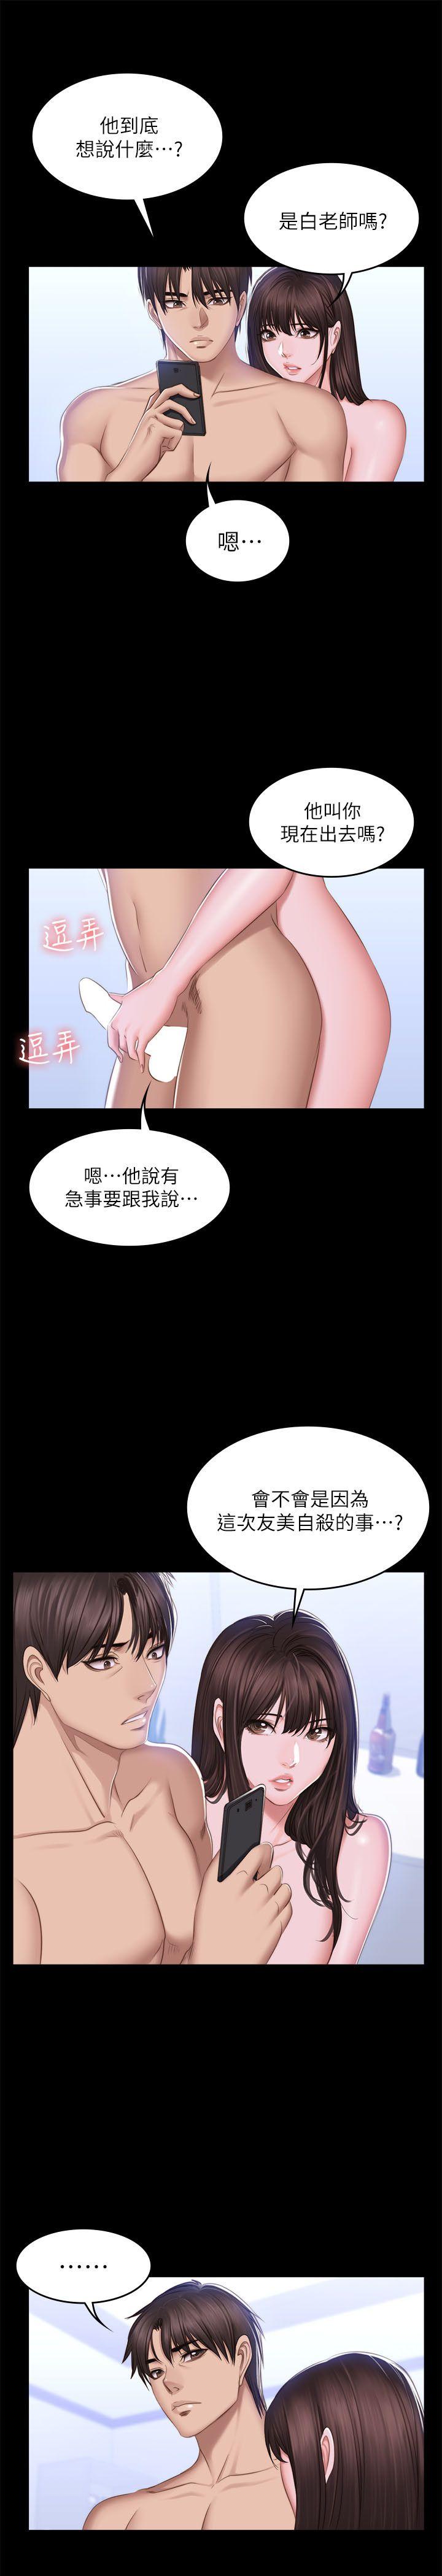 他到底
想說什麼…?
是白老師嗎?
嗯…
他叫你
現在出去嗎?
逗弄
逗弄
嗯…他說有
急事要跟我說…
會不會是因為
這次友美自殺的事…?
……